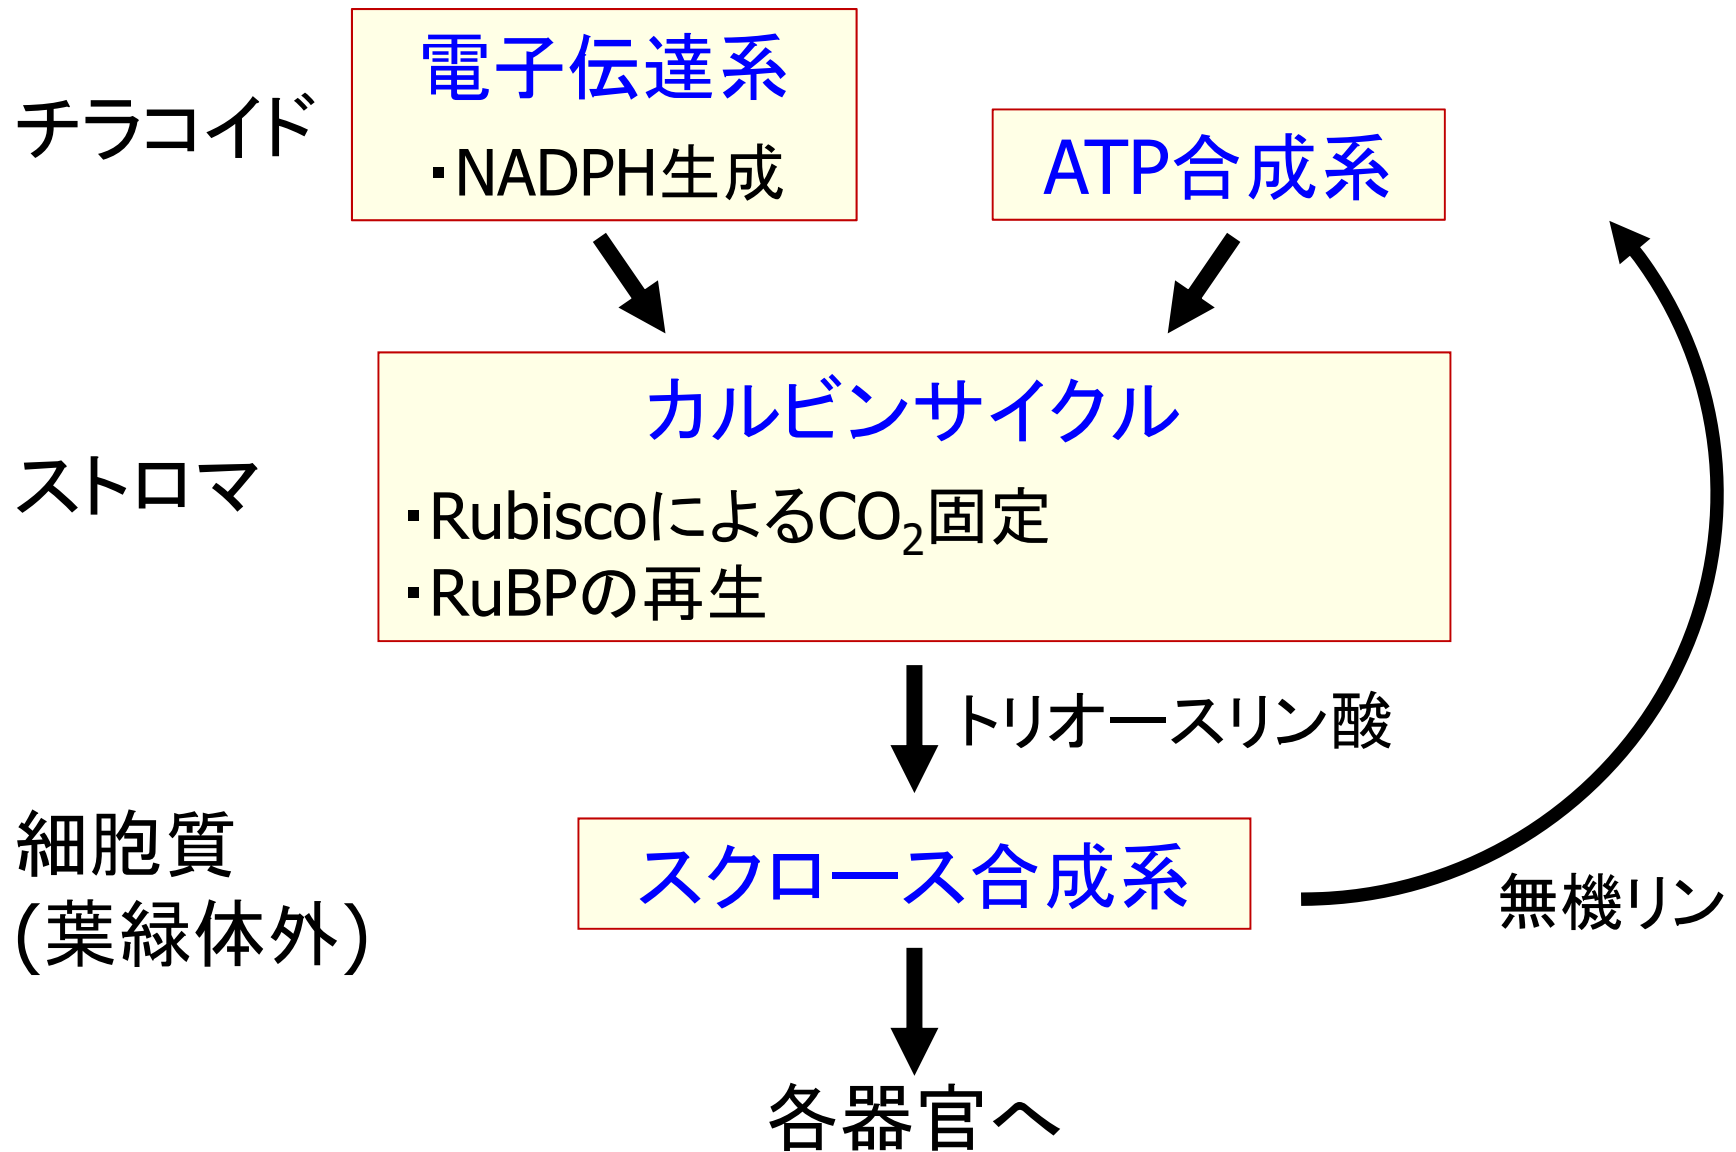 電子伝達系
チラコイド
・NADPH生成
ATP合成系
カルビンサイクル
ストロマ
・RubiscoによるCO₂固定
・RuBPの再生
トリオースリン酸
細胞質
(葉緑体外)
スクロース合成系
無機リン
各器官へ